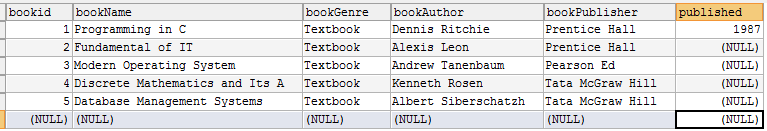 bookid bookName bookGenre bookAuthor bookPublisher published
1 Programming in C Textbook Dennis Ritchie Prentice Hall 1987
2 Fundamental of IT Textbook Alexis Leon Prentice Hall (NULL)
3 Modern Operating System Textbook Andrew Tanenbaum Pearson Ed (NULL)
4 Discrete Mathematics and Its A Textbook Kenneth Rosen Tata McGraw Hill (NULL)
5 Database Management Systems Textbook Albert Siberschatzh Tata McGraw Hill (NULL)
(NULL) (NULL) (NULL) (NULL) (NULL) (NULL)